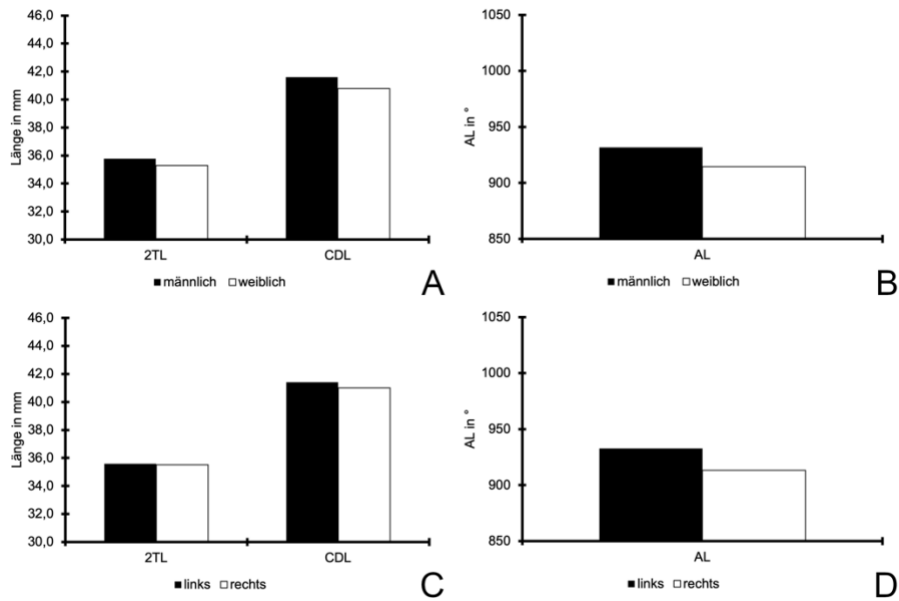 46,0
44,0
42,0
40,0
38,0
36,0
34,0
32,0
30,0
Länge in mm
2TL
CDL
männlich weiblich
A
1050
1000
950
900
850
AL in °
AL
männlich weiblich
B
46,0
44,0
42,0
40,0
38,0
36,0
34,0
32,0
30,0
Länge in mm
2TL
CDL
links rechts
C
1050
1000
950
900
850
AL in °
AL
links rechts
D